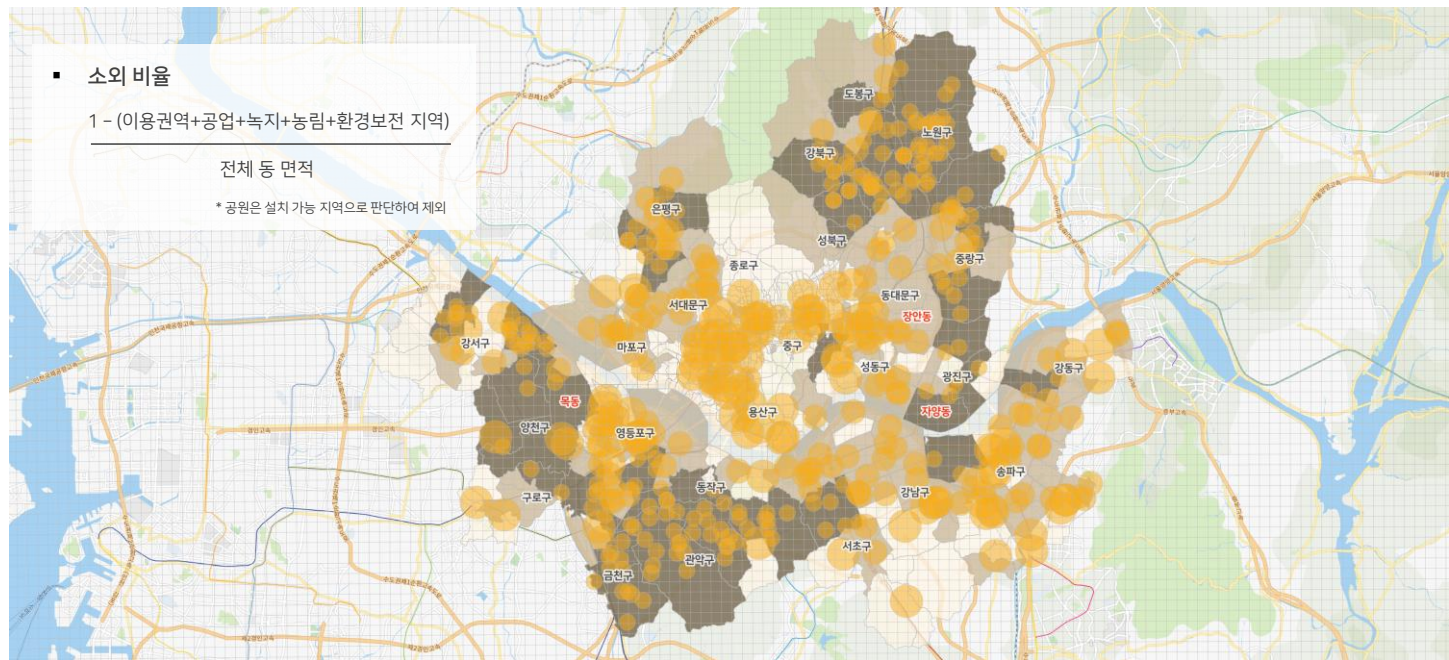 ▪ 소외 비율
1 – (이용권역+공업+녹지+농림+환경보전 지역)
전체 동 면적
* 공원은 설치 가능 지역으로 판단하여 제외
도봉구
노원구
강북구
은평구
성북구
종로구
중랑구
서대문구
동대문구
장안동
강서구
마포구
중구
성동구
광진구
강동구
목동
양천구
영등포구
용산구
자양동
구로구
동작구
강남구
송파구
서초구
관악구
금천구